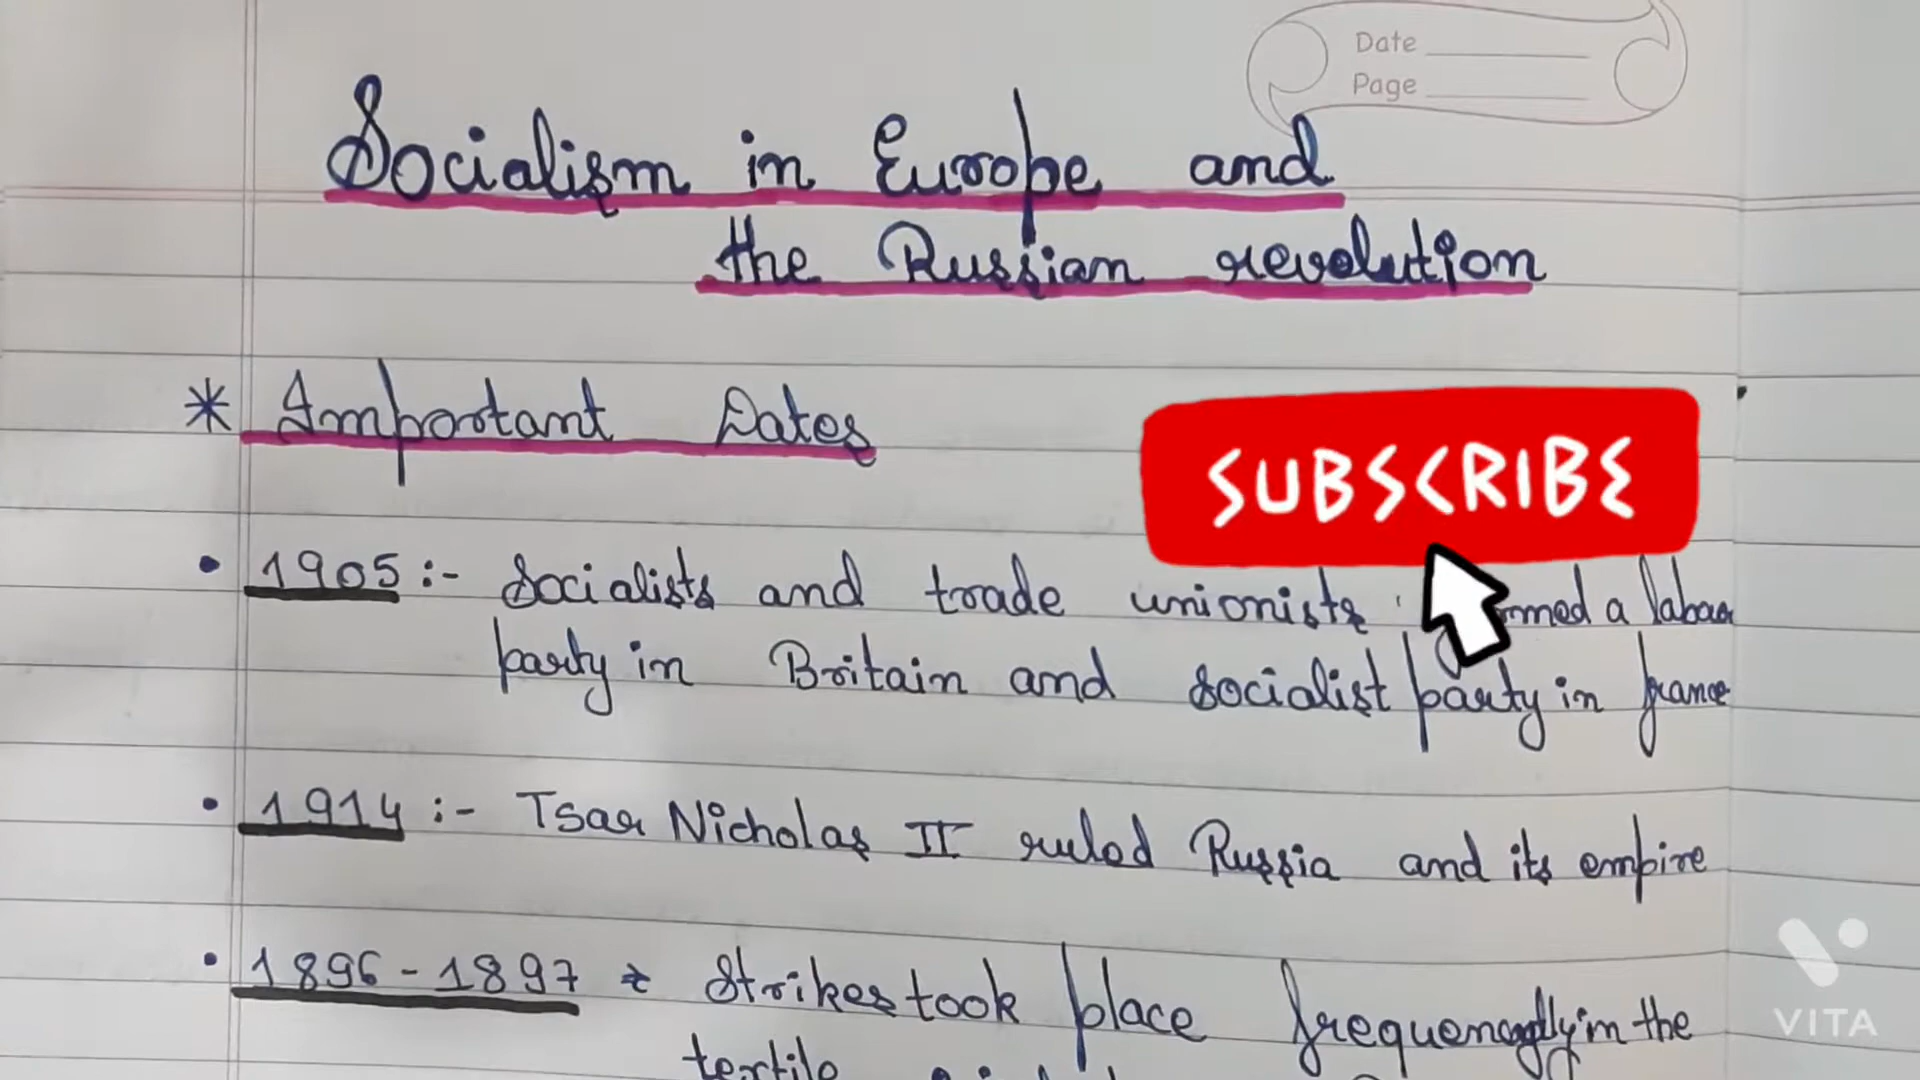 Date
Page
Socialism in Europe and
the Russian revolution
* Important Dates
SUBSCRIBE
• 1905 :- Socialists and trade unionists rmed a labour
party in Britain and socialist party in france
• 1914 :- Tsar Nicholas II ruled Russia and its empire
• 1896-1897 Strikes took place in the
textile
VITA